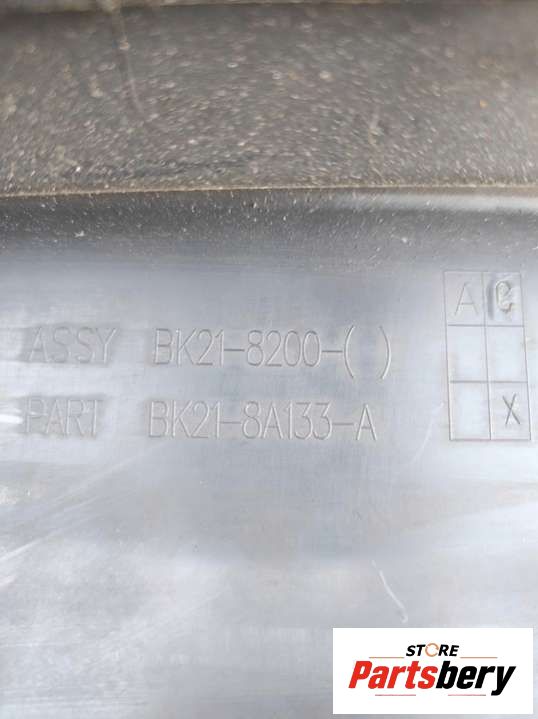 A C
ASSY BK21-8200-( )
PART BK21-8A133-A
X
STORE
Partsbery